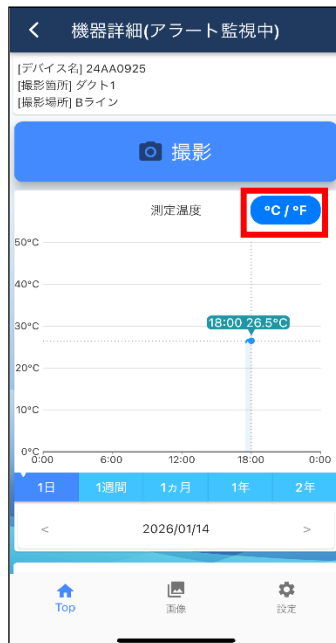 機器詳細(アラート監視中)
[デバイス名] 24AA0925
[撮影箇所] ダクト1
[撮影場所] Bライン
撮影
測定温度
°C / °F
50°C
40°C
30°C
18:00 26.5°C
20°C
10°C
0°C
0:00 6:00 12:00 18:00 0:00
1日 1週間 1ヵ月 1年 2年
< 2026/01/14 >
Top 画像 設定